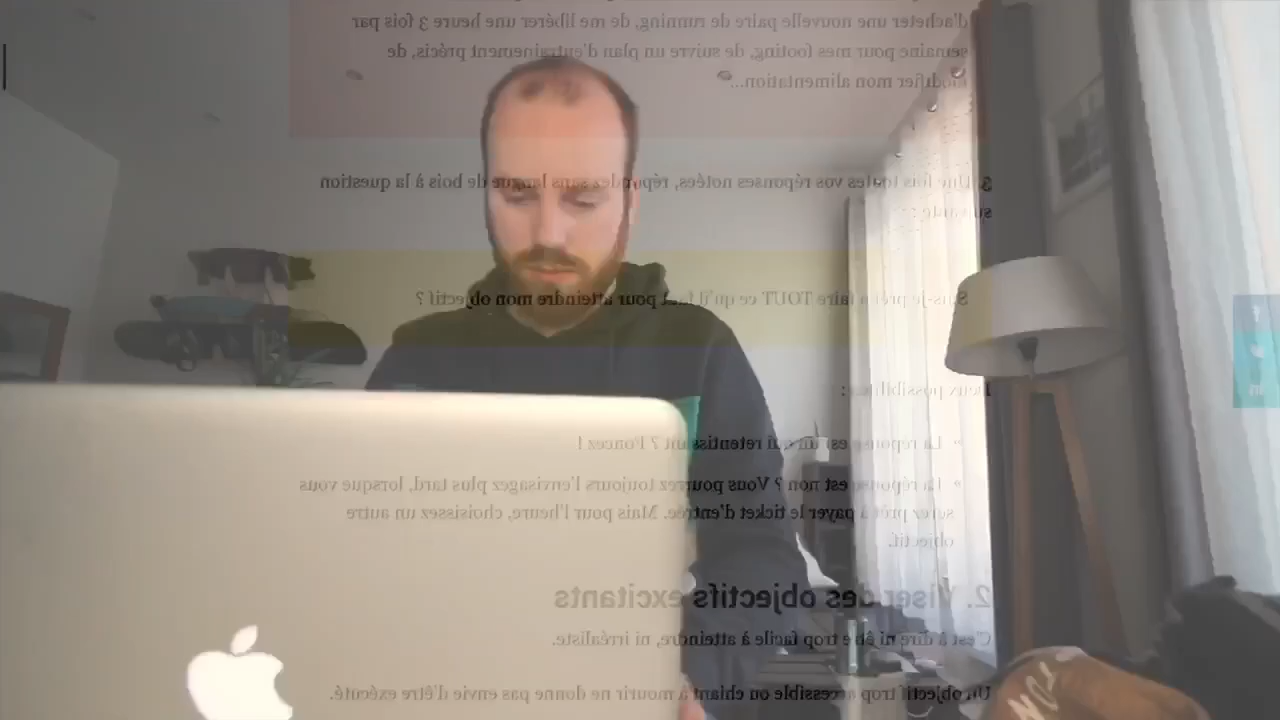 d'acheter une nouvelle paire de running, de me libérer une heure 3 fois par
semaine pour mes footing, de suivre un plan d'entrainement précis, de
modifier mon alimentation...
3. Une fois toutes vos réponses notées, répondez sans langue de bois à la question
suivante :
Suis-je prêt à faire TOUT ce qu'il faut pour atteindre mon objectif ?
Deux possibilités :
• La réponse est un oui retentissant ? Foncez !
• La réponse est non ? Vous pourrez toujours l'envisagez plus tard, lorsque vous
serez prêt à payer le ticket d'entrée. Mais pour l'heure, choisissez un autre
objectif.
2. Viser des objectifs excitants
C'est à dire ni être trop facile à atteindre, ni irréaliste.
Un objectif trop accessible ou chiant à mourir ne donne pas envie d'être exécuté.